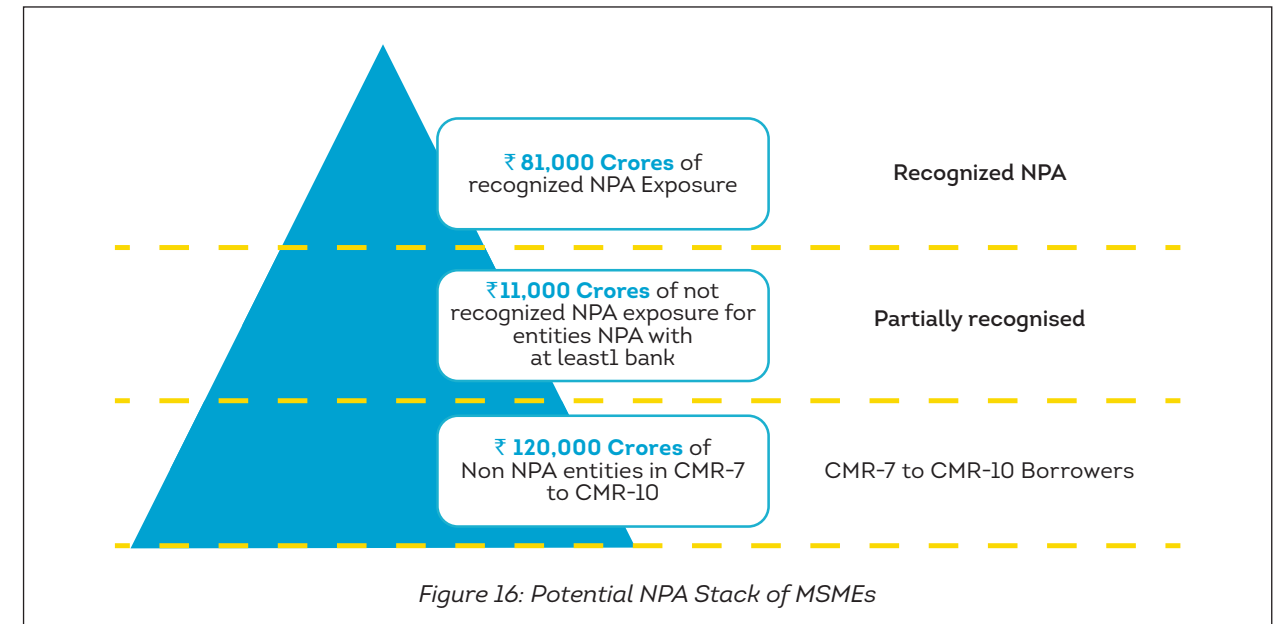 ₹ 81,000 Crores of
recognized NPA Exposure
Recognized NPA
₹11,000 Crores of not
recognized NPA exposure for
entities NPA with
at least1 bank
Partially recognised
₹ 120,000 Crores of
Non NPA entities in CMR-7
to CMR-10
CMR-7 to CMR-10 Borrowers
Figure 16: Potential NPA Stack of MSMEs